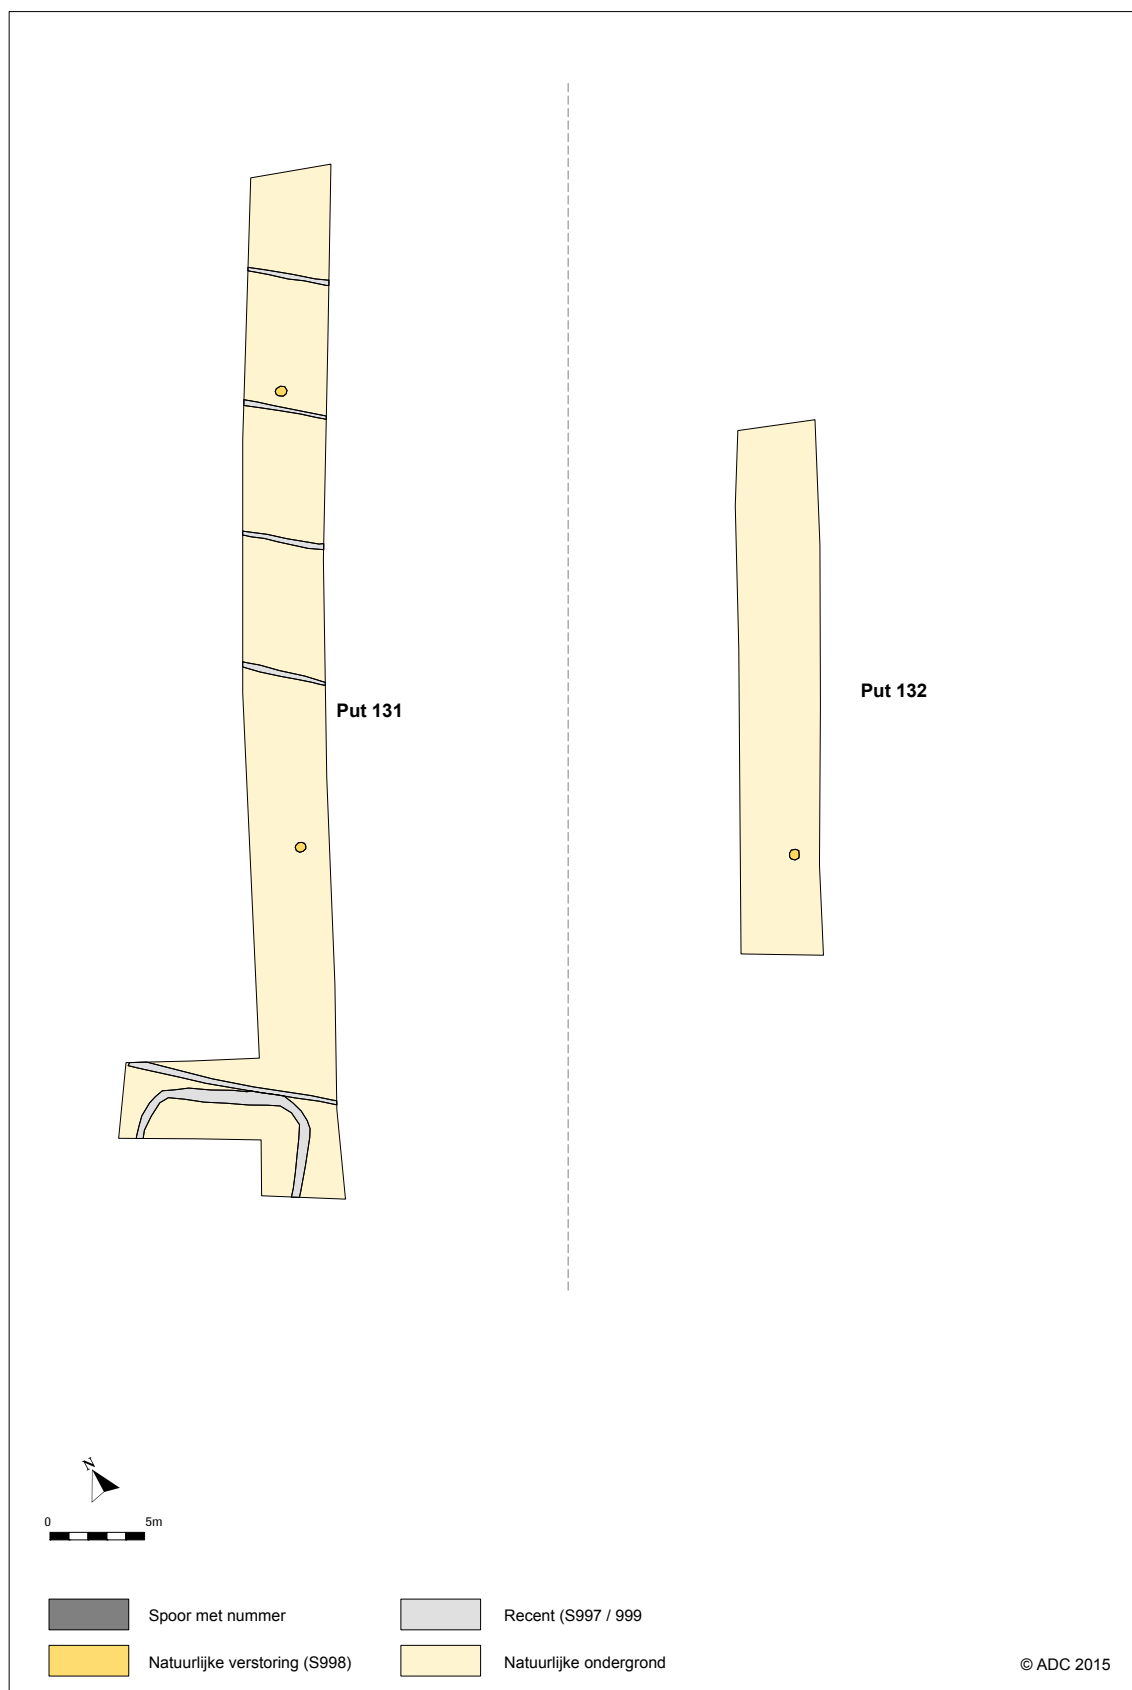 Put 132
Put 131
N
0 5m
Spoor met nummer
Recent (S997 / 999
Natuurlijke verstoring (S998)
Natuurlijke ondergrond
© ADC 2015